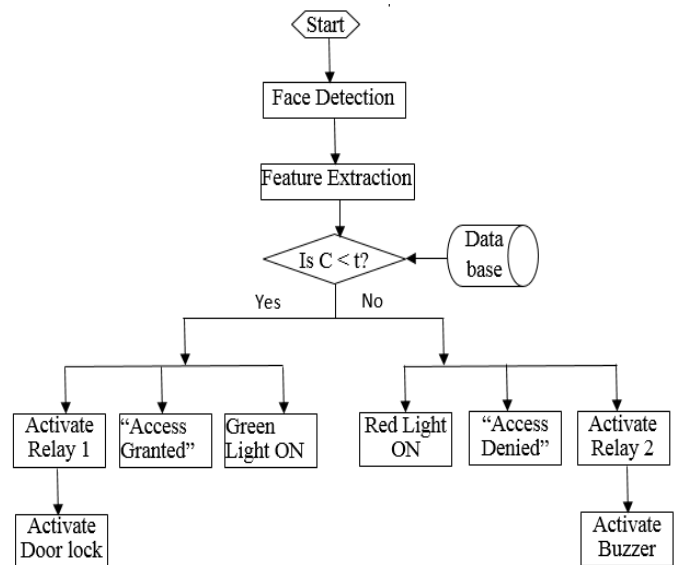 Start
Face Detection
Feature Extraction
Is C < t?
Data
base
Yes
No
Activate
Relay 1
“Access
Granted”
Green
Light ON
Red Light
ON
“Access
Denied”
Activate
Relay 2
Activate
Door lock
Activate
Buzzer